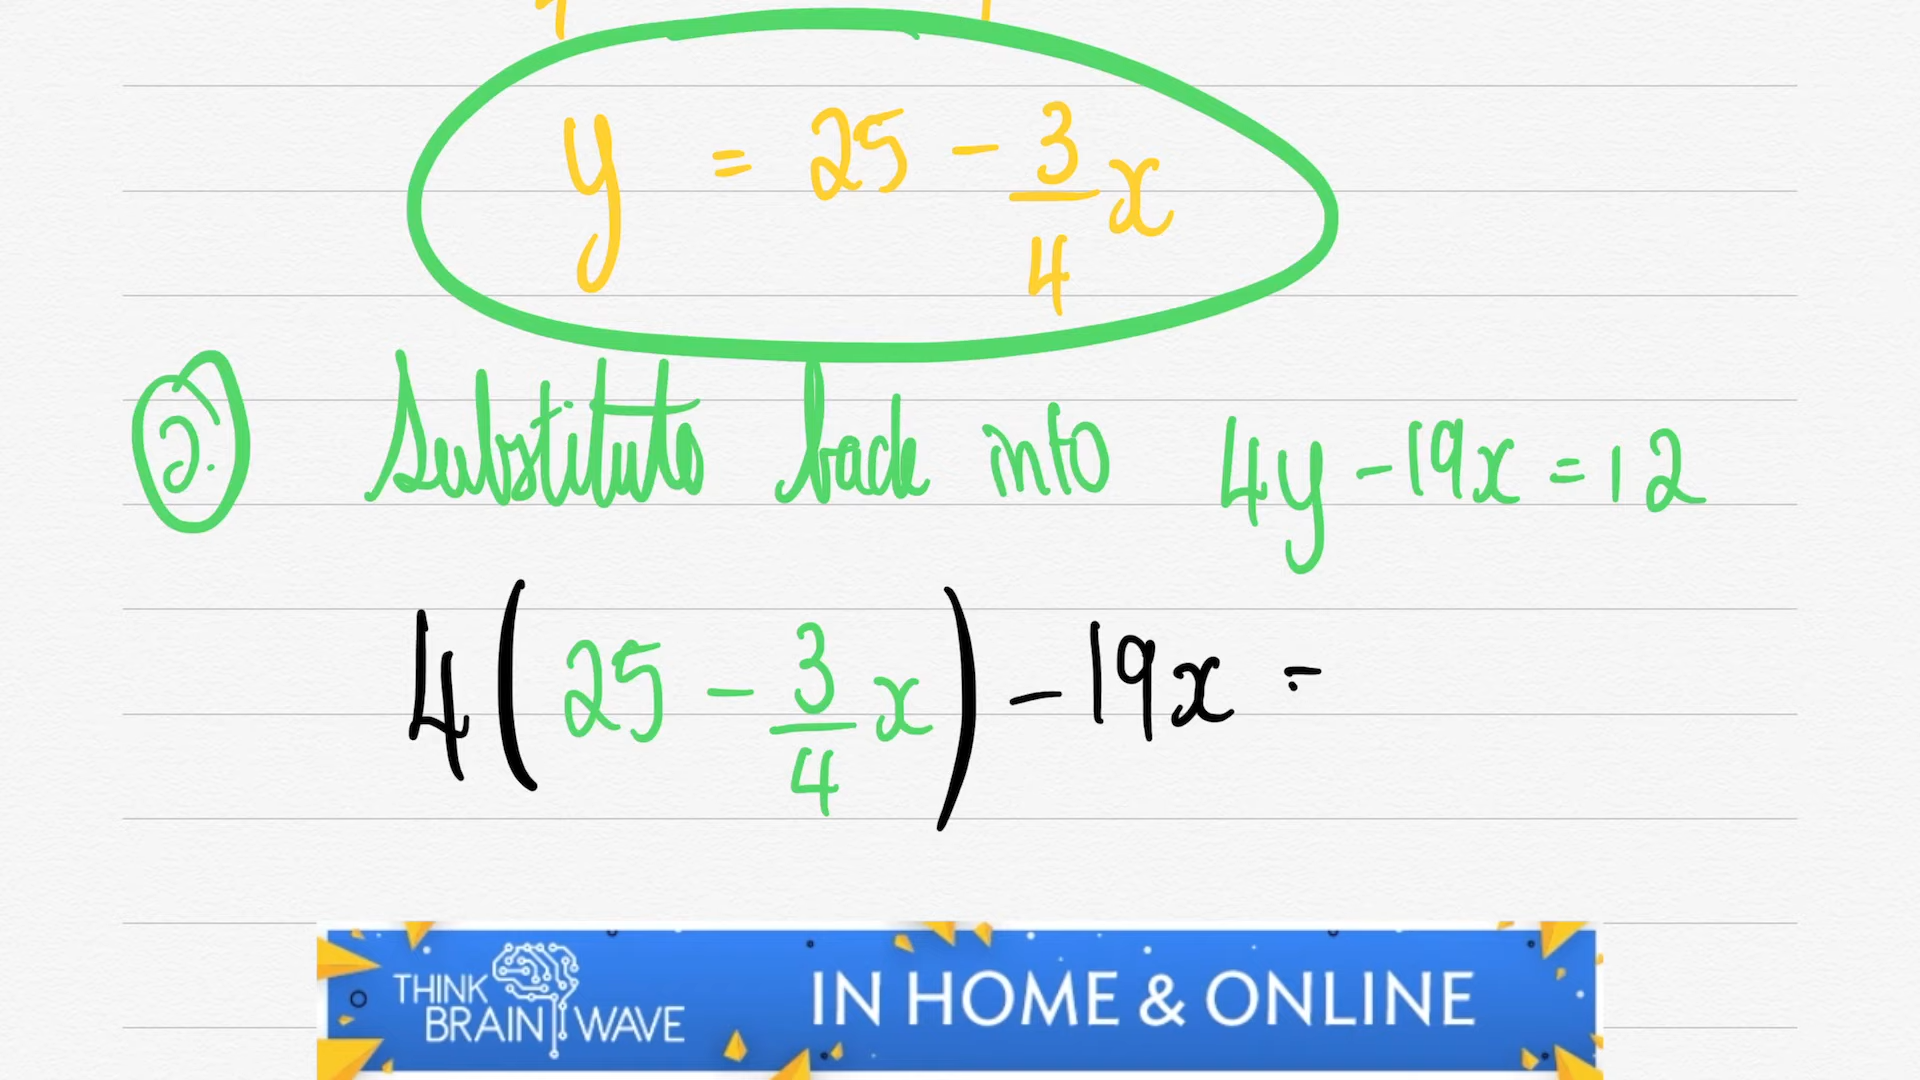 y = 25 - 3/4 x
2. Substitute back into 4y - 19x = 12
4(25 - 3/4 x) - 19x =
THINK BRAIN WAVE IN HOME & ONLINE